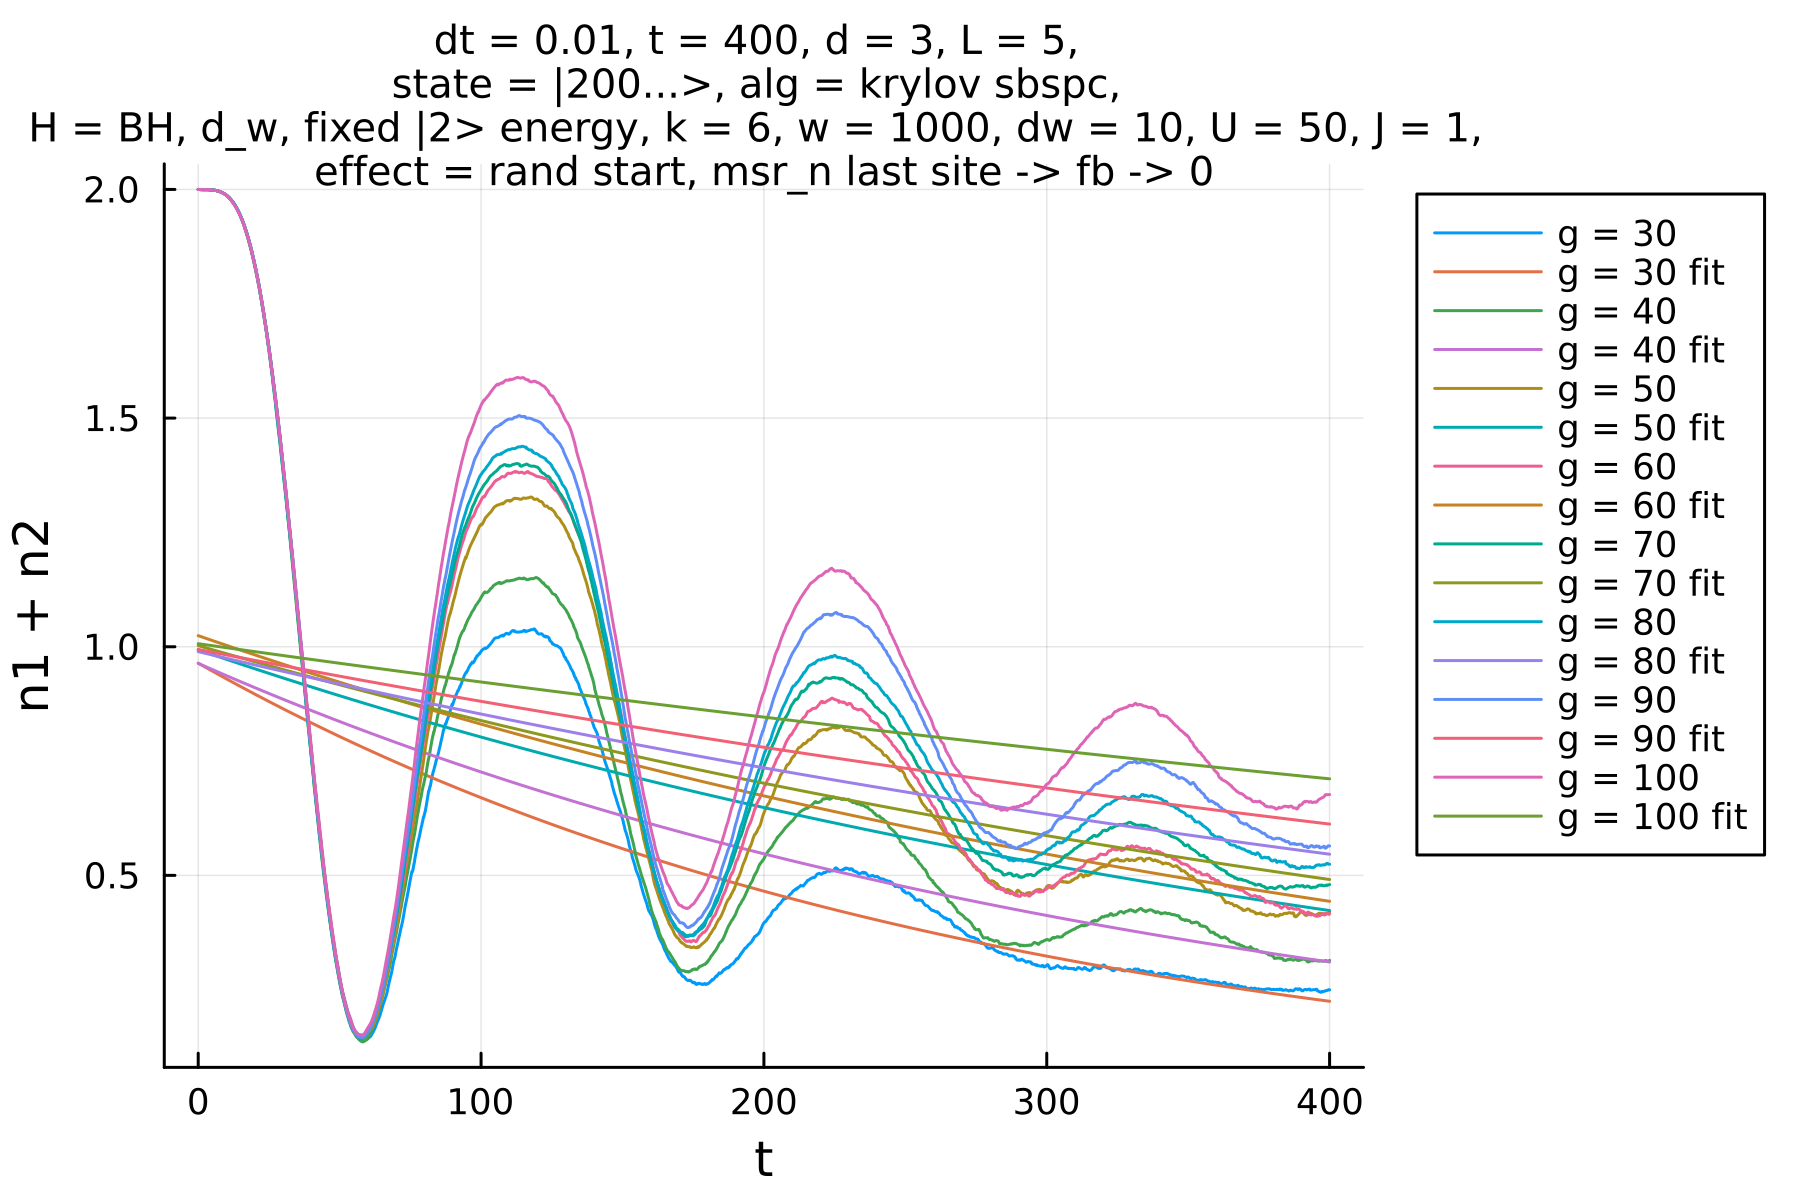 dt = 0.01, t = 400, d = 3, L = 5,
state = |200...>, alg = krylov sbspc,
H = BH, d_w, fixed |2> energy, k = 6, w = 1000, dw = 10, U = 50, J = 1,
effect = rand start, msr_n last site -> fb -> 0
n1 + n2
2.0
1.5
1.0
0.5
0
100
200
300
400
t
g = 30
g = 30 fit
g = 40
g = 40 fit
g = 50
g = 50 fit
g = 60
g = 60 fit
g = 70
g = 70 fit
g = 80
g = 80 fit
g = 90
g = 90 fit
g = 100
g = 100 fit